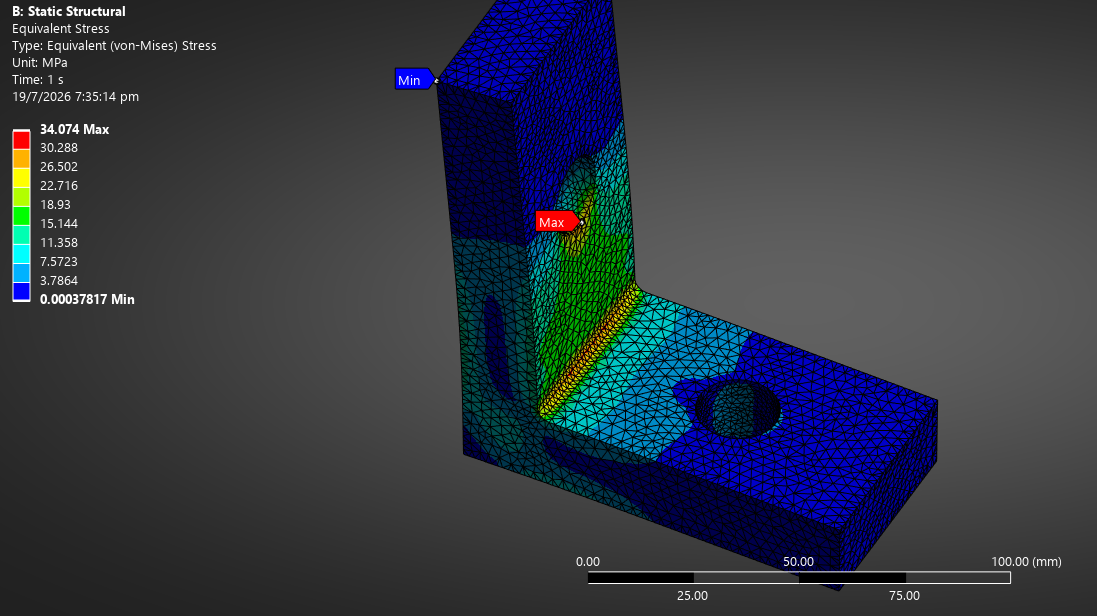 B: Static Structural
Equivalent Stress
Type: Equivalent (von-Mises) Stress
Unit: MPa
Time: 1 s
19/7/2026 7:35:14 pm
34.074 Max
30.288
26.502
22.716
18.93
15.144
11.358
7.5723
3.7864
0.00037817 Min
Min
Max
0.00 50.00 100.00 (mm)
25.00 75.00